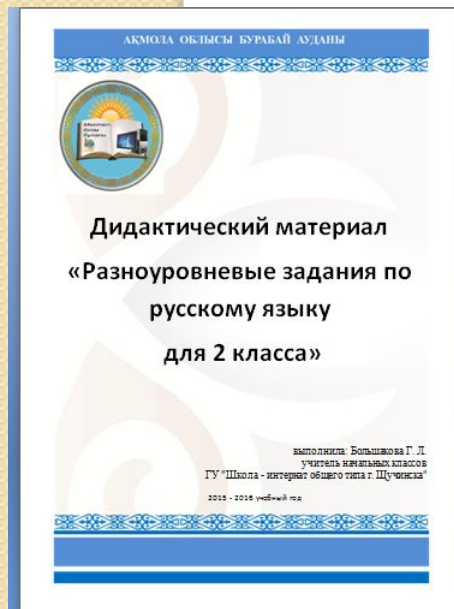 АҚМОЛА ОБЛЫСЫ БУРАБАЙ АУДАНЫ
Дидактический материал
«Разноуровневые задания по
русскому языку
для 2 класса»
выполнила: Большакова Г. Л.
учитель начальных классов
ГУ "Школа - интернат общего типа г. Щучинска"
2015 - 2016 учебный год